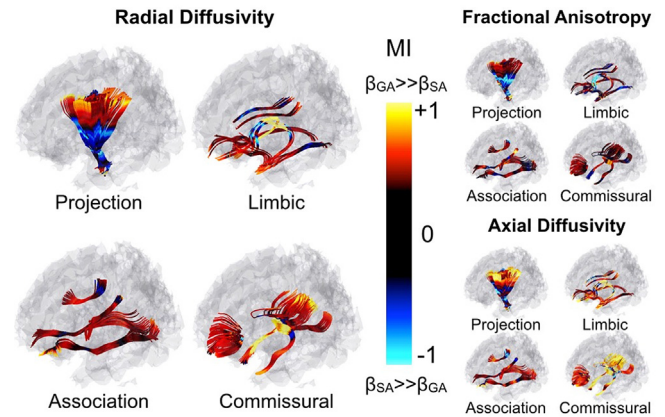 Radial Diffusivity
Projection
Limbic
Association
Commissural
MI
βGA>>βSA
+1
0
-1
βSA>>βGA
Fractional Anisotropy
Projection
Limbic
Association
Commissural
Axial Diffusivity
Projection
Limbic
Association
Commissural